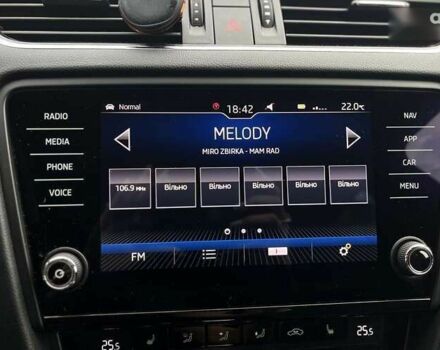 Normal 18:42 22.0°C
RADIO
MEDIA
PHONE
VOICE
MELODY
MIRO ZBIRKA - MAM RAD
106.9 MHz Вільно Вільно Вільно Вільно Вільно
FM
NAV
APP
CAR
MENU
25.5 25.5